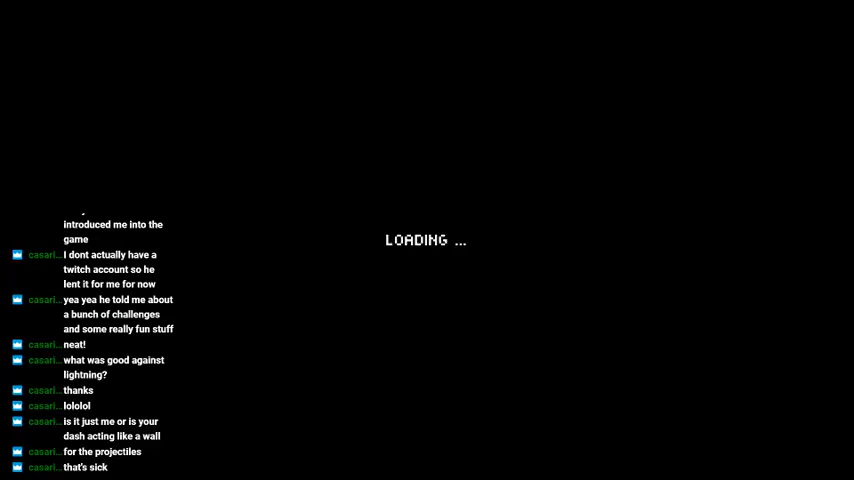 introduced me into the
game
casari... I dont actually have a
twitch account so he
lent it for me for now
casari... yea yea he told me about
a bunch of challenges
and some really fun stuff
casari... neat!
casari... what was good against
lightning?
casari... thanks
casari... lololol
casari... is it just me or is your
dash acting like a wall
casari... for the projectiles
casari... that's sick
LOADING ...